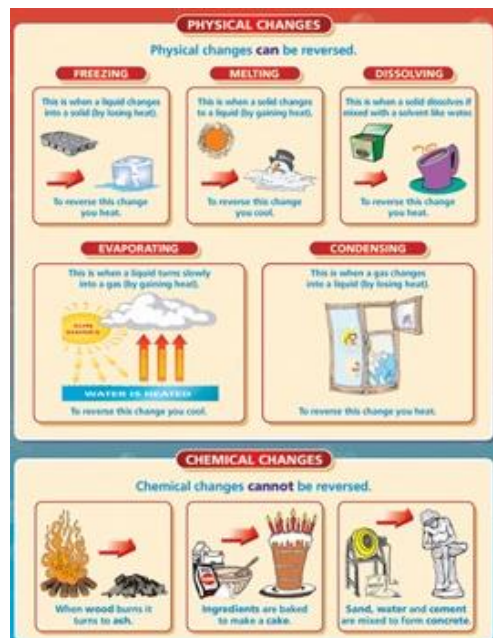 PHYSICAL CHANGES
Physical changes can be reversed.
FREEZING
This is when a liquid changes
into a solid (by losing heat).
To reverse this change
you heat.
MELTING
This is when a solid changes
to a liquid (by gaining heat).
To reverse this change
you cool.
DISSOLVING
This is when a solid dissolves if
mixed with a solvent like water.
To reverse this change
you heat.
EVAPORATING
This is when a liquid turns slowly
into a gas (by gaining heat).
WATER IS HEATED
To reverse this change you cool.
CONDENSING
This is when a gas changes
into a liquid (by losing heat).
To reverse this change you heat.
CHEMICAL CHANGES
Chemical changes cannot be reversed.
When wood burns it
turns to ash.
Ingredients are baked
to make a cake.
Sand, water and cement
are mixed to form concrete.